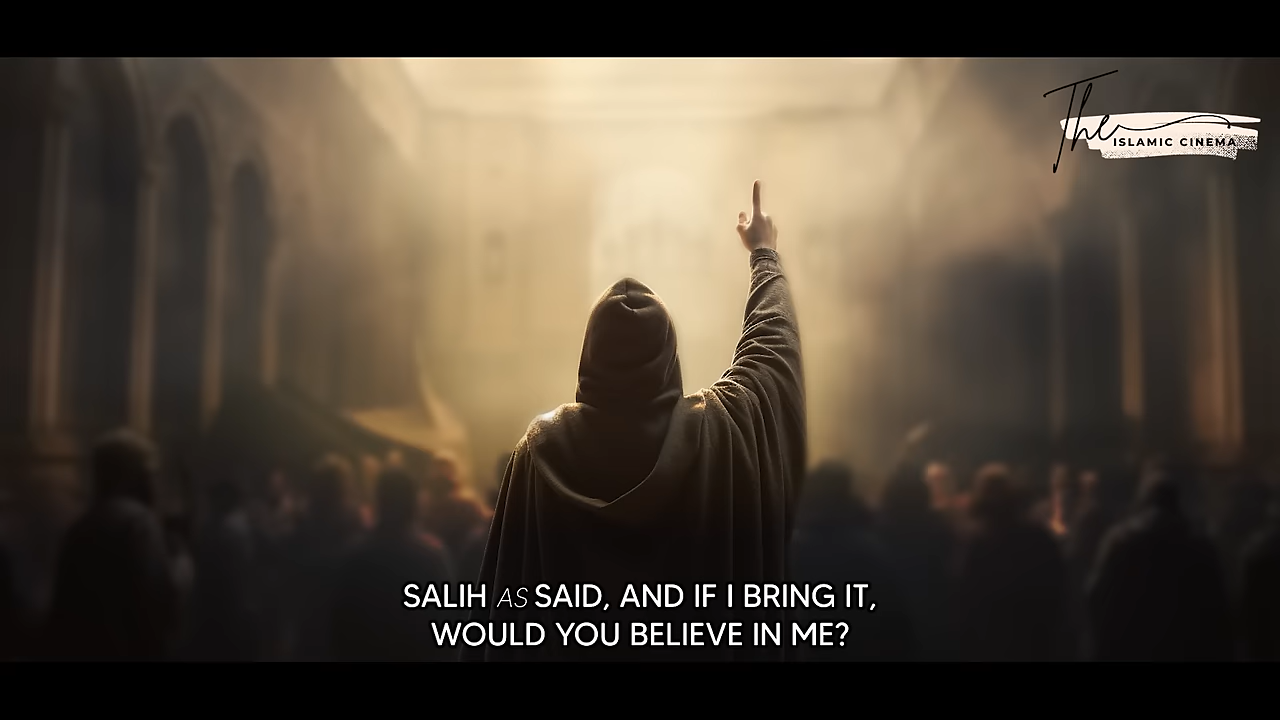 The
ISLAMIC CINEMA
SALIH AS SAID, AND IF I BRING IT,
WOULD YOU BELIEVE IN ME?